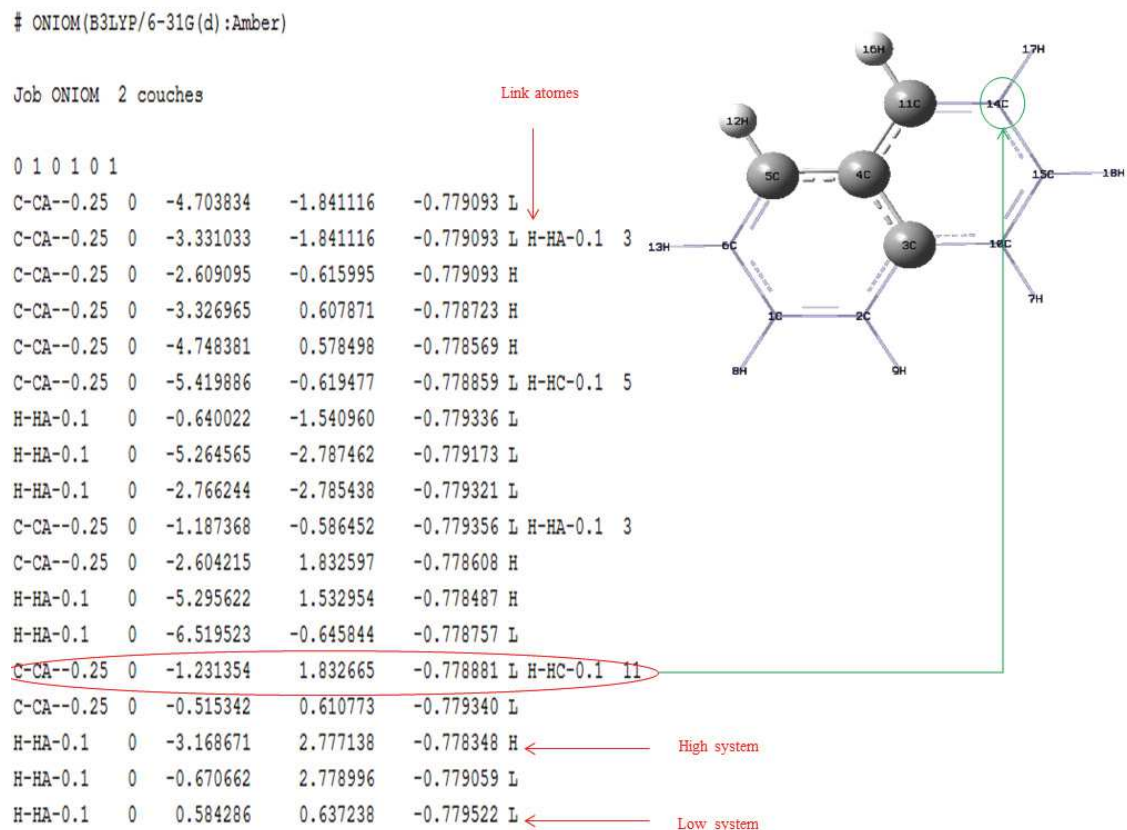 # ONIOM(B3LYP/6-31G(d):Amber)
Job ONIOM 2 couches
Link atomes
0 1 0 1 0 1
C-CA--0.25 0 -4.703834 -1.841116 -0.779093 L
C-CA--0.25 0 -3.331033 -1.841116 -0.779093 L H-HA-0.1 3
C-CA--0.25 0 -2.609095 -0.615995 -0.779093 H
C-CA--0.25 0 -3.326965 0.607871 -0.778723 H
C-CA--0.25 0 -4.748381 0.578498 -0.778569 H
C-CA--0.25 0 -5.419886 -0.619477 -0.778859 L H-HC-0.1 5
H-HA-0.1 0 -0.640022 -1.540960 -0.779336 L
H-HA-0.1 0 -5.264565 -2.787462 -0.779173 L
H-HA-0.1 0 -2.766244 -2.785438 -0.779321 L
C-CA--0.25 0 -1.187368 -0.586452 -0.779356 L H-HA-0.1 3
C-CA--0.25 0 -2.604215 1.832597 -0.778608 H
H-HA-0.1 0 -5.295622 1.532954 -0.778487 H
H-HA-0.1 0 -6.519523 -0.645844 -0.778757 L
C-CA--0.25 0 -1.231354 1.832665 -0.778881 L H-HC-0.1 11
C-CA--0.25 0 -0.515342 0.610773 -0.779340 L
H-HA-0.1 0 -3.168671 2.777138 -0.778348 H
High system
H-HA-0.1 0 -0.670662 2.778996 -0.779059 L
H-HA-0.1 0 0.584286 0.637238 -0.779522 L
Low system
16H
17H
11C
14C
12H
5C
4C
15C
18H
13H
6C
3C
10C
7H
1C
2C
8H
9H